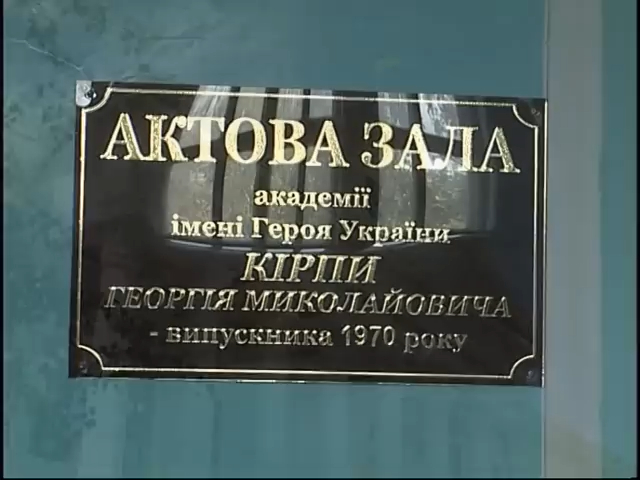 АКТОВА ЗАЛА
академії
імені Героя України
КІРПИ
ГЕОРГІЯ МИКОЛАЙОВИЧА
- випускника 1970 року